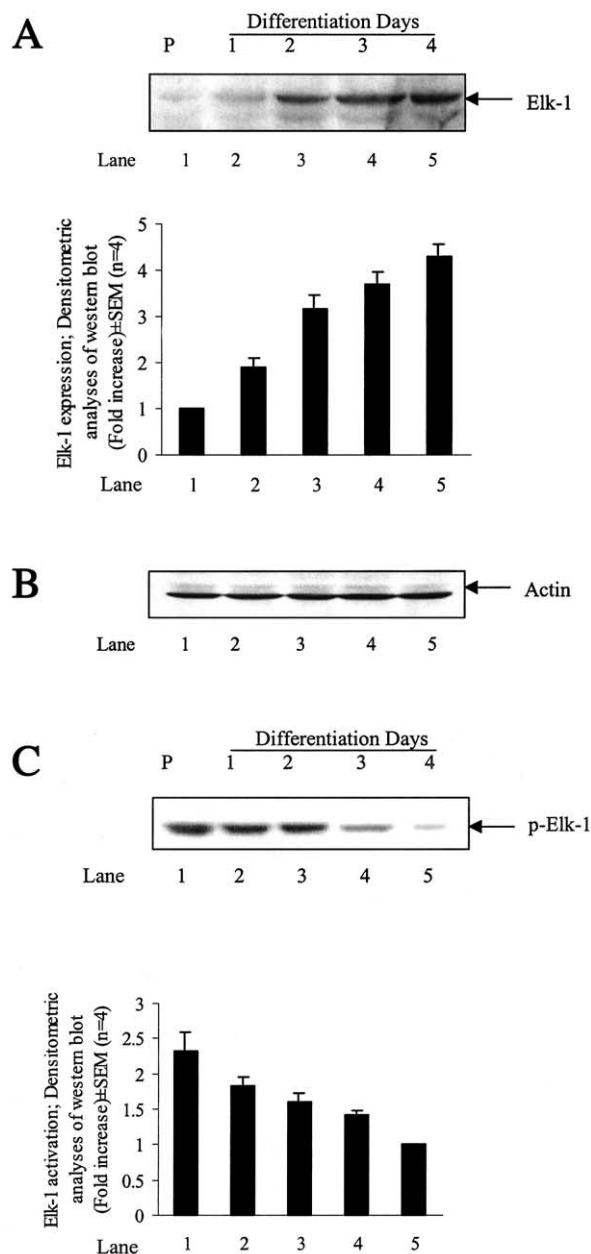 A
Differentiation Days
P 1 2 3 4
Elk-1
Lane 1 2 3 4 5
Elk-1 expression; Densitometric
analyses of western blot
(Fold increase)±SEM (n=4)
5
4
3
2
1
0
Lane 1 2 3 4 5
B
Actin
Lane 1 2 3 4 5
C
Differentiation Days
P 1 2 3 4
p-Elk-1
Lane 1 2 3 4 5
Elk-1 activation; Densitometric
analyses of western blot
(Fold increase)±SEM (n=4)
3
2.5
2
1.5
1
0.5
0
Lane 1 2 3 4 5